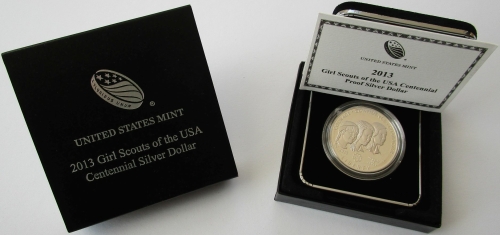 UNITED STATES MINT
2013 Girl Scouts of the USA
Centennial Silver Dollar
UNITED STATES MINT
2013
Girl Scouts of the USA Centennial
Proof Silver Dollar